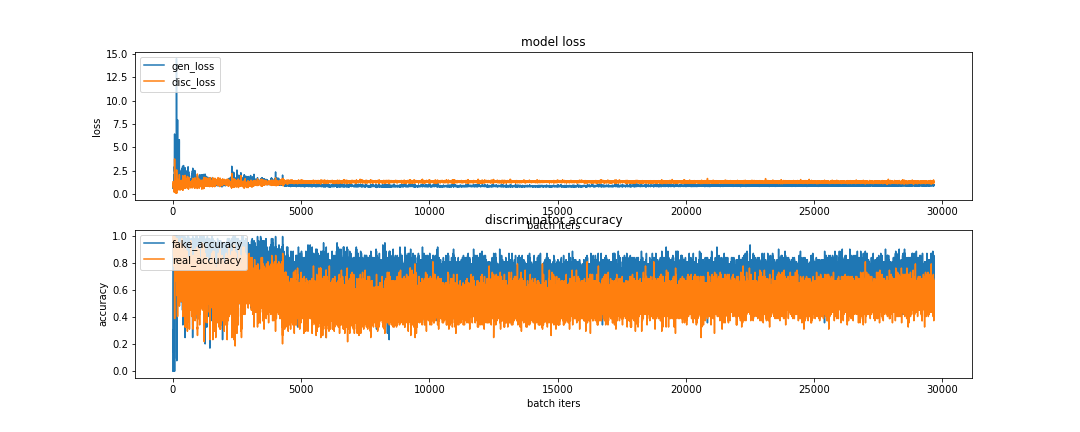 model loss
15.0
12.5
10.0
7.5
5.0
2.5
0.0
loss
gen_loss
disc_loss
0 5000 10000 15000 20000 25000 30000
batch iters
discriminator accuracy
1.0
0.8
0.6
0.4
0.2
0.0
accuracy
fake_accuracy
real_accuracy
0 5000 10000 15000 20000 25000 30000
batch iters